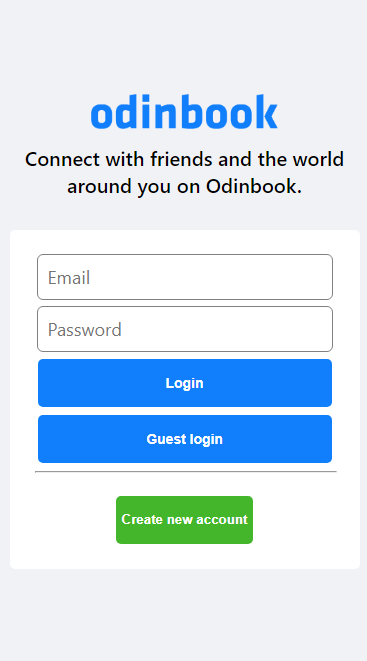 odinbook
Connect with friends and the world
around you on Odinbook.
Email
Password
Login
Guest login
Create new account